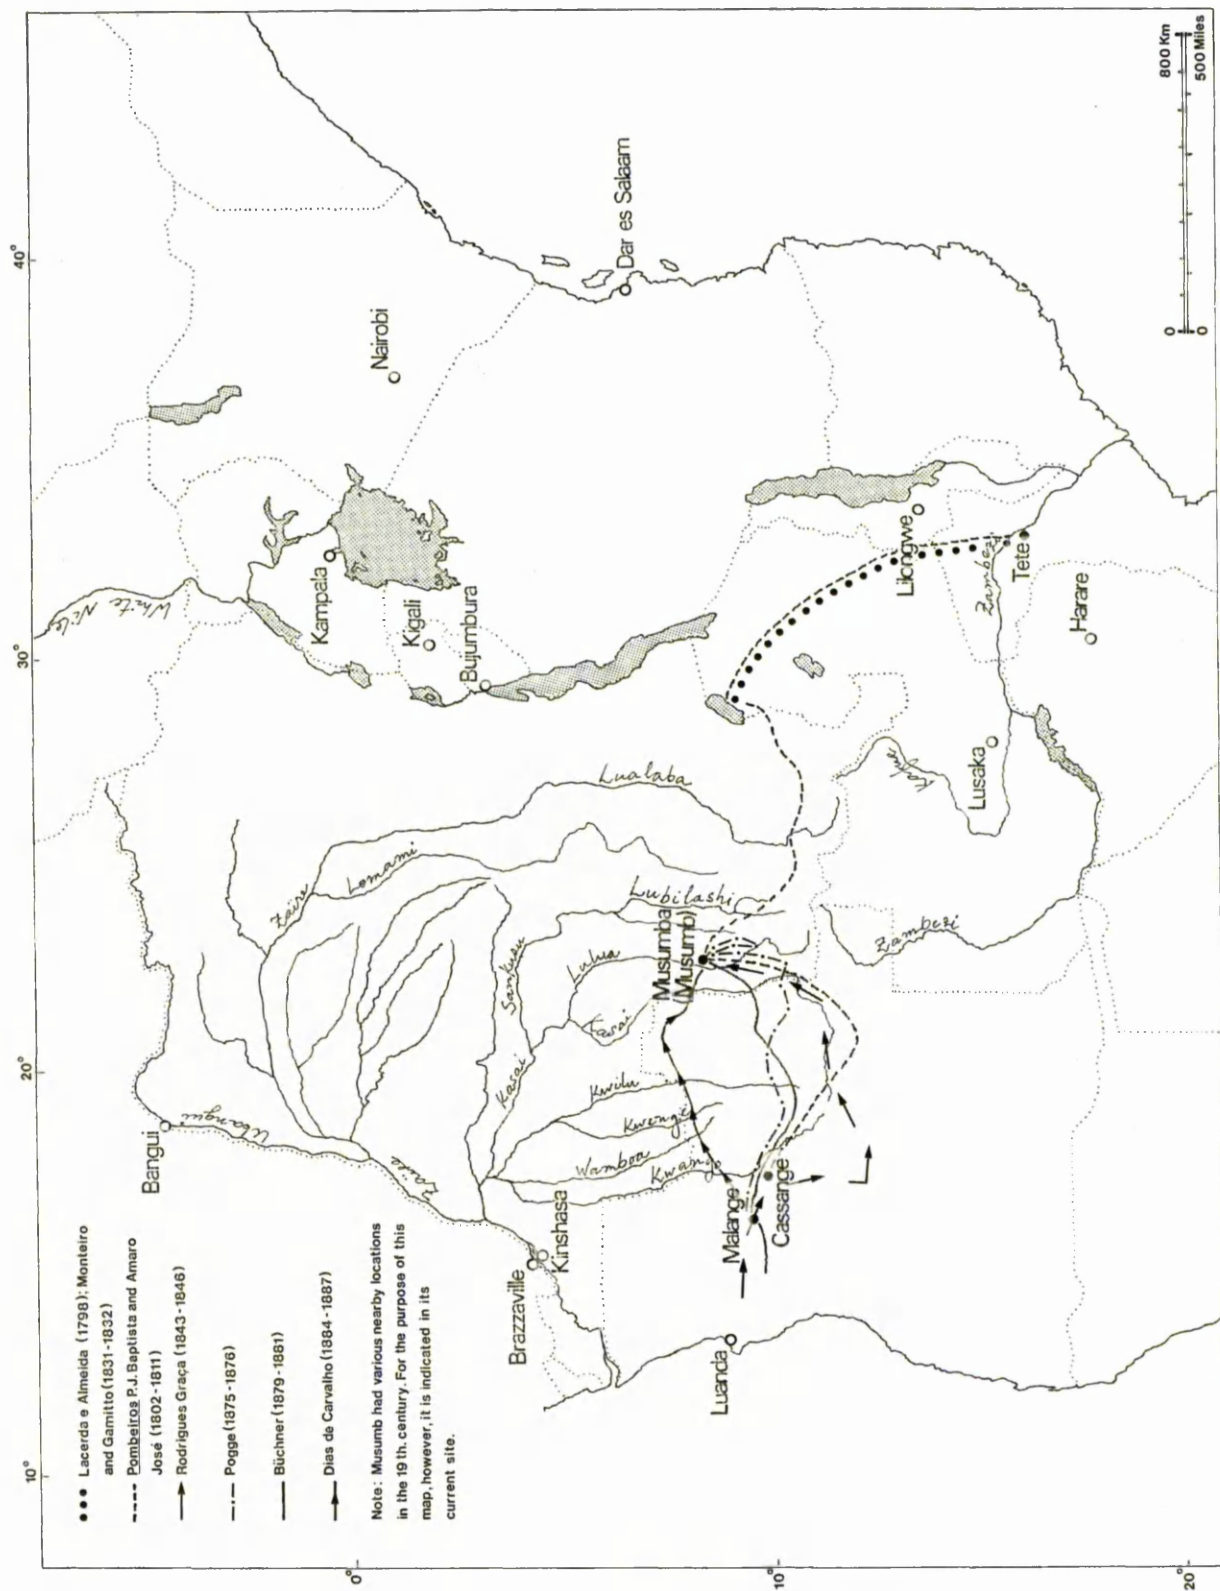 10°
20°
30°
40°
0°
10°
20°
Lacerda e Almeida (1798); Monteiro
and Gamitto (1831-1832)
Pombeiros P.J. Baptista and Amaro
José (1802-1811)
Rodrigues Graça (1843-1846)
Pogge (1875-1876)
Büchner (1879-1881)
Dias de Carvalho (1884-1887)
Note: Musumb had various nearby locations
in the 19th. century. For the purpose of this
map, however, it is indicated in its
current site.
Bangui
Ubangui
Zaire
Zaire
Lomami
Lualaba
White Nile
Kampala
Kigali
Bujumbura
Nairobi
Brazzaville
Kinshasa
Kasai
Sankuru
Lulua
Kasai
Lubilashi
Kwilu
Kwenge
Wamboa
Kwango
Musumba
(Musumb)
Dar es Salaam
Luanda
Malange
Cassange
Zambezi
Kafue
Lusaka
Lilongwe
Zambezi
Tete
Harare
0
800 Km
0
500 Miles